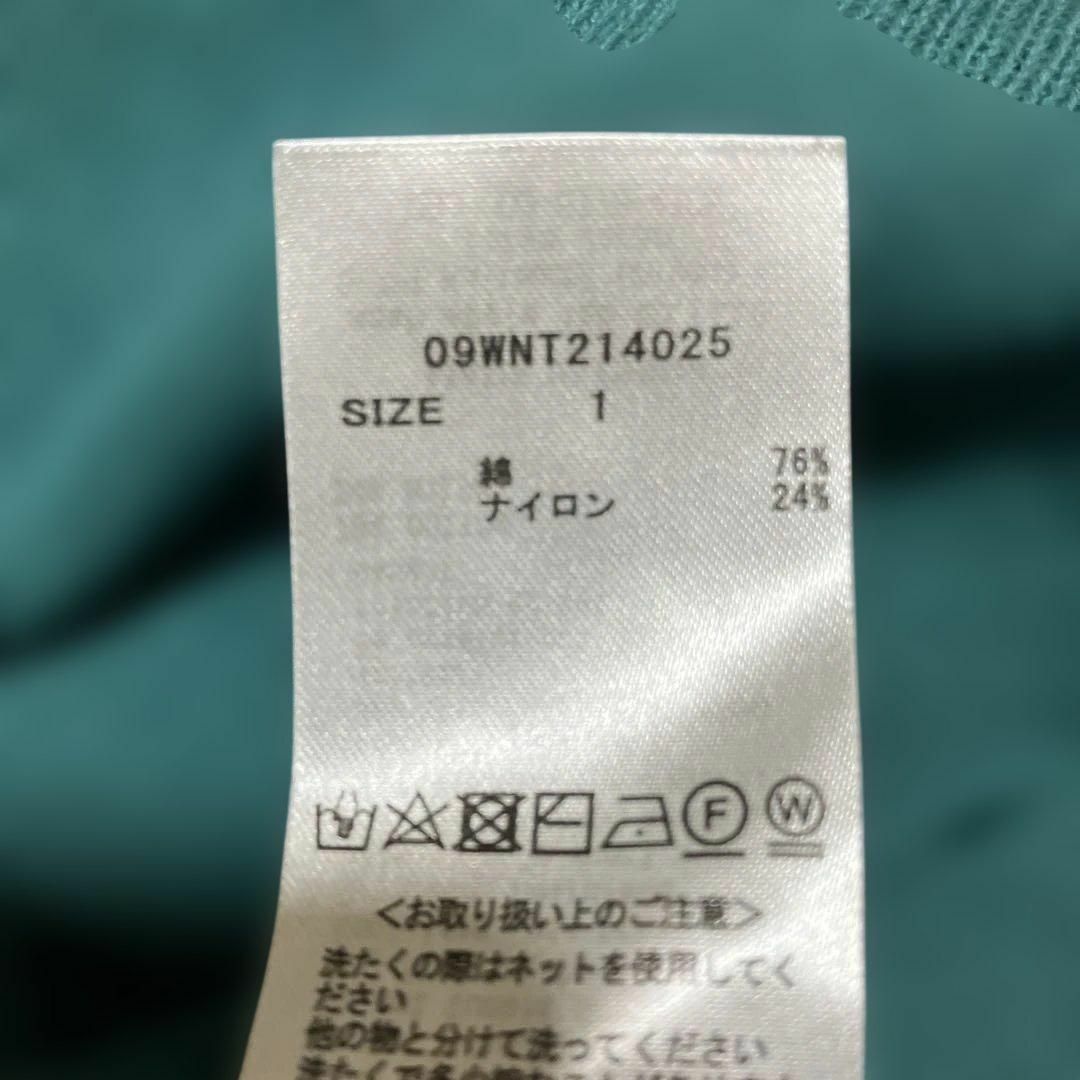 09WNT214025
SIZE 1
綿 76%
ナイロン 24%
F W
＜お取り扱い上のご注意＞
洗たくの際はネットを使用してく
ださい
他の物と分けて洗ってください